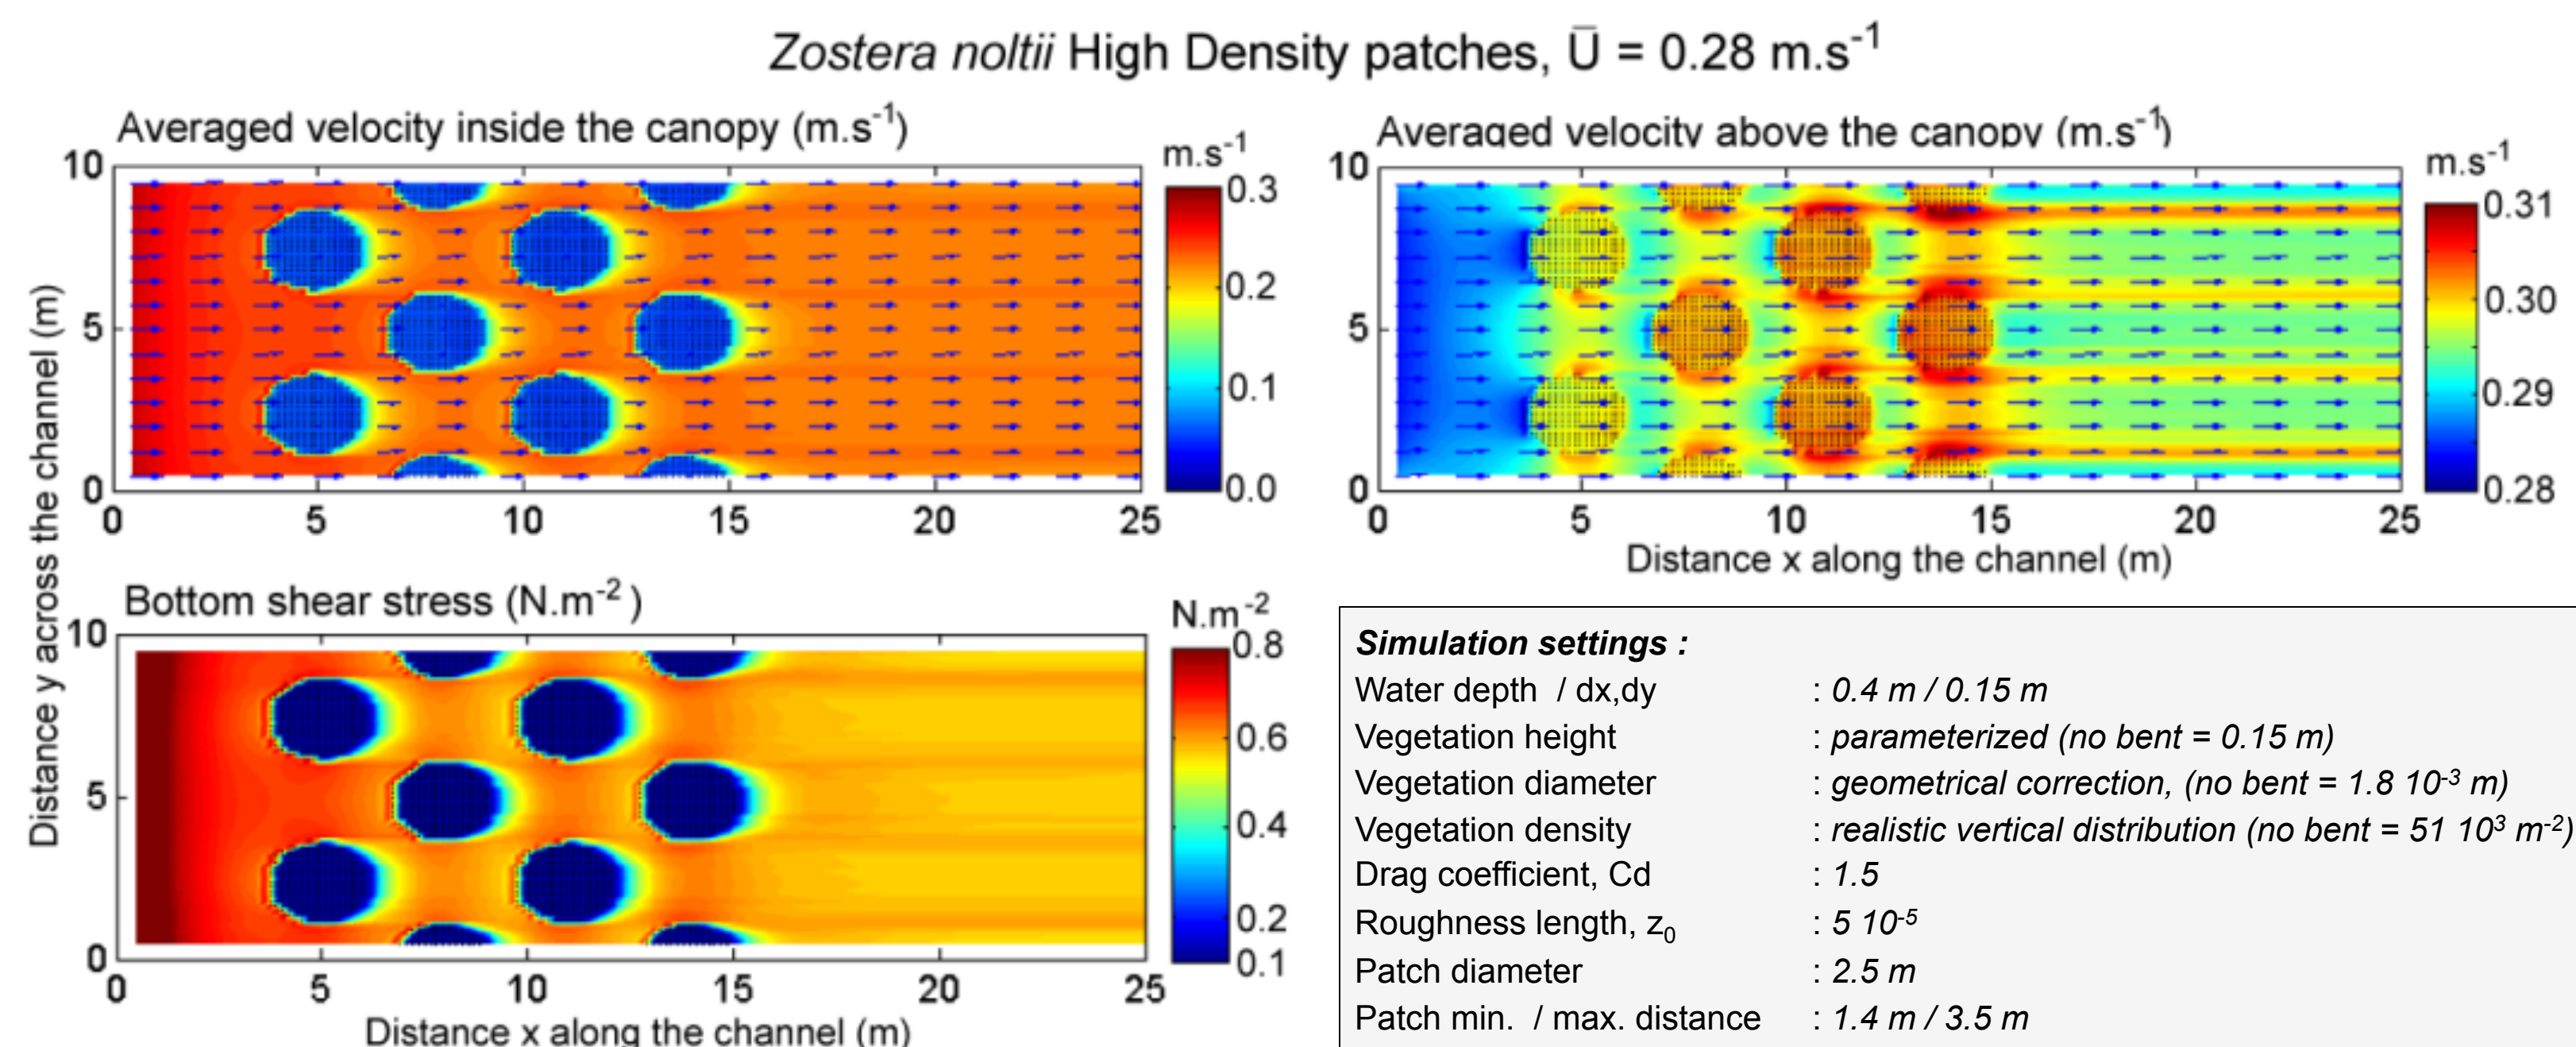 Zostera noltii High Density patches, Ū = 0.28 m.s⁻¹
Averaged velocity inside the canopy (m.s⁻¹)
m.s⁻¹
10
5
0
0 5 10 15 20 25
0.3
0.2
0.1
0.0
Averaged velocity above the canopy (m.s⁻¹)
m.s⁻¹
10
5
0
0 5 10 15 20 25
0.31
0.30
0.29
0.28
Distance x along the channel (m)
Distance y across the channel (m)
Bottom shear stress (N.m⁻²)
N.m⁻²
10
5
0
0 5 10 15 20 25
0.8
0.6
0.4
0.2
0.1
Distance x along the channel (m)
Simulation settings :
Water depth / dx,dy : 0.4 m / 0.15 m
Vegetation height : parameterized (no bent = 0.15 m)
Vegetation diameter : geometrical correction, (no bent = 1.8 10⁻³ m)
Vegetation density : realistic vertical distribution (no bent = 51 10³ m⁻²)
Drag coefficient, Cd : 1.5
Roughness length, z₀ : 5 10⁻⁵
Patch diameter : 2.5 m
Patch min. / max. distance : 1.4 m / 3.5 m